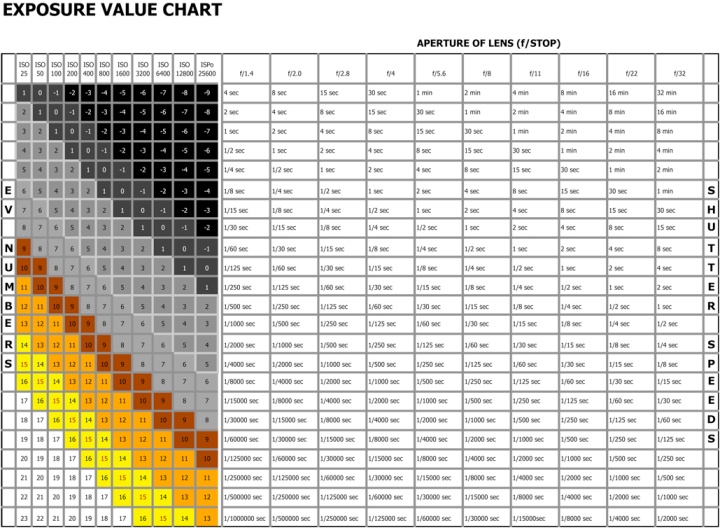 EXPOSURE VALUE CHART
APERTURE OF LENS (f/STOP)
ISO 25 ISO 50 ISO 100 ISO 200 ISO 400 ISO 800 ISO 1600 ISO 3200 ISO 6400 ISO 12800 ISPo 25600 f/1.4 f/2.0 f/2.8 f/4 f/5.6 f/8 f/11 f/16 f/22 f/32
1 0 -1 -2 -3 -4 -5 -6 -7 -8 -9 4 sec 8 sec 15 sec 30 sec 1 min 2 min 4 min 8 min 16 min 32 min
2 1 0 -1 -2 -3 -4 -5 -6 -7 -8 2 sec 4 sec 8 sec 15 sec 30 sec 1 min 2 min 4 min 8 min 16 min
3 2 1 0 -1 -2 -3 -4 -5 -6 -7 1 sec 2 sec 4 sec 8 sec 15 sec 30 sec 1 min 2 min 4 min 8 min
4 3 2 1 0 -1 -2 -3 -4 -5 -6 1/2 sec 1 sec 2 sec 4 sec 8 sec 15 sec 30 sec 1 min 2 min 4 min
5 4 3 2 1 0 -1 -2 -3 -4 -5 1/4 sec 1/2 sec 1 sec 2 sec 4 sec 8 sec 15 sec 30 sec 1 min 2 min
E 6 5 4 3 2 1 0 -1 -2 -3 -4 1/8 sec 1/4 sec 1/2 sec 1 sec 2 sec 4 sec 8 sec 15 sec 30 sec 1 min S
V 7 6 5 4 3 2 1 0 -1 -2 -3 1/15 sec 1/8 sec 1/4 sec 1/2 sec 1 sec 2 sec 4 sec 8 sec 15 sec 30 sec H
8 7 6 5 4 3 2 1 0 -1 -2 1/30 sec 1/15 sec 1/8 sec 1/4 sec 1/2 sec 1 sec 2 sec 4 sec 8 sec 15 sec U
N 9 8 7 6 5 4 3 2 1 0 -1 1/60 sec 1/30 sec 1/15 sec 1/8 sec 1/4 sec 1/2 sec 1 sec 2 sec 4 sec 8 sec T
U 10 9 8 7 6 5 4 3 2 1 0 1/125 sec 1/60 sec 1/30 sec 1/15 sec 1/8 sec 1/4 sec 1/2 sec 1 sec 2 sec 4 sec T
M 11 10 9 8 7 6 5 4 3 2 1 1/250 sec 1/125 sec 1/60 sec 1/30 sec 1/15 sec 1/8 sec 1/4 sec 1/2 sec 1 sec 2 sec E
B 12 11 10 9 8 7 6 5 4 3 2 1/500 sec 1/250 sec 1/125 sec 1/60 sec 1/30 sec 1/15 sec 1/8 sec 1/4 sec 1/2 sec 1 sec R
E 13 12 11 10 9 8 7 6 5 4 3 1/1000 sec 1/500 sec 1/250 sec 1/125 sec 1/60 sec 1/30 sec 1/15 sec 1/8 sec 1/4 sec 1/2 sec
R 14 13 12 11 10 9 8 7 6 5 4 1/2000 sec 1/1000 sec 1/500 sec 1/250 sec 1/125 sec 1/60 sec 1/30 sec 1/15 sec 1/8 sec 1/4 sec S
S 15 14 13 12 11 10 9 8 7 6 5 1/4000 sec 1/2000 sec 1/1000 sec 1/500 sec 1/250 sec 1/125 sec 1/60 sec 1/30 sec 1/15 sec 1/8 sec P
16 15 14 13 12 11 10 9 8 7 6 1/8000 sec 1/4000 sec 1/2000 sec 1/1000 sec 1/500 sec 1/250 sec 1/125 sec 1/60 sec 1/30 sec 1/15 sec E
17 16 15 14 13 12 11 10 9 8 7 1/15000 sec 1/8000 sec 1/4000 sec 1/2000 sec 1/1000 sec 1/500 sec 1/250 sec 1/125 sec 1/60 sec 1/30 sec E
18 17 16 15 14 13 12 11 10 9 8 1/30000 sec 1/15000 sec 1/8000 sec 1/4000 sec 1/2000 sec 1/1000 sec 1/500 sec 1/250 sec 1/125 sec 1/60 sec D
19 18 17 16 15 14 13 12 11 10 9 1/60000 sec 1/30000 sec 1/15000 sec 1/8000 sec 1/4000 sec 1/2000 sec 1/1000 sec 1/500 sec 1/250 sec 1/125 sec S
20 19 18 17 16 15 14 13 12 11 10 1/125000 sec 1/60000 sec 1/30000 sec 1/15000 sec 1/8000 sec 1/4000 sec 1/2000 sec 1/1000 sec 1/500 sec 1/250 sec
21 20 19 18 17 16 15 14 13 12 11 1/250000 sec 1/125000 sec 1/60000 sec 1/30000 sec 1/15000 sec 1/8000 sec 1/4000 sec 1/2000 sec 1/1000 sec 1/500 sec
22 21 20 19 18 17 16 15 14 13 12 1/500000 sec 1/250000 sec 1/125000 sec 1/60000 sec 1/30000 sec 1/15000 sec 1/8000 sec 1/4000 sec 1/2000 sec 1/1000 sec
23 22 21 20 19 18 17 16 15 14 13 1/1000000 sec 1/500000 sec 1/250000 sec 1/125000 sec 1/60000 sec 1/30000 sec 1/15000sec 1/8000 sec 1/4000 sec 1/2000 sec